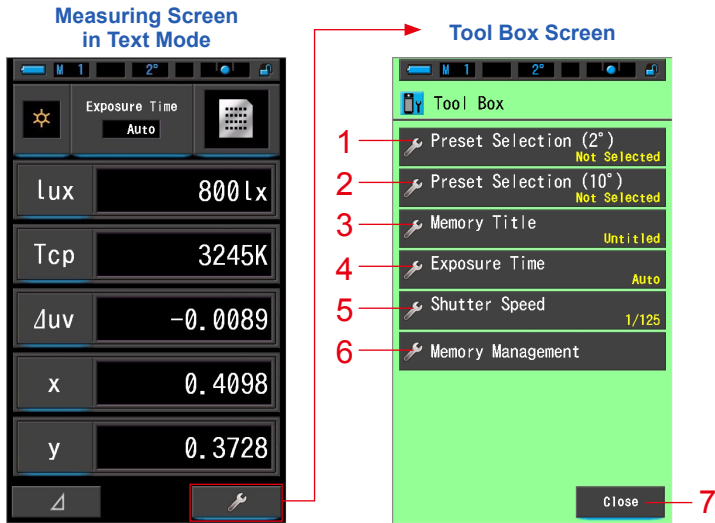 Measuring Screen
in Text Mode
M 1 2°
Exposure Time
Auto
lux 800lx
Tcp 3245K
⊿uv -0.0089
x 0.4098
y 0.3728
⊿
Tool Box Screen
M 1 2°
Tool Box
1 Preset Selection (2°)
Not Selected
2 Preset Selection (10°)
Not Selected
3 Memory Title
Untitled
4 Exposure Time
Auto
5 Shutter Speed
1/125
6 Memory Management
Close 7